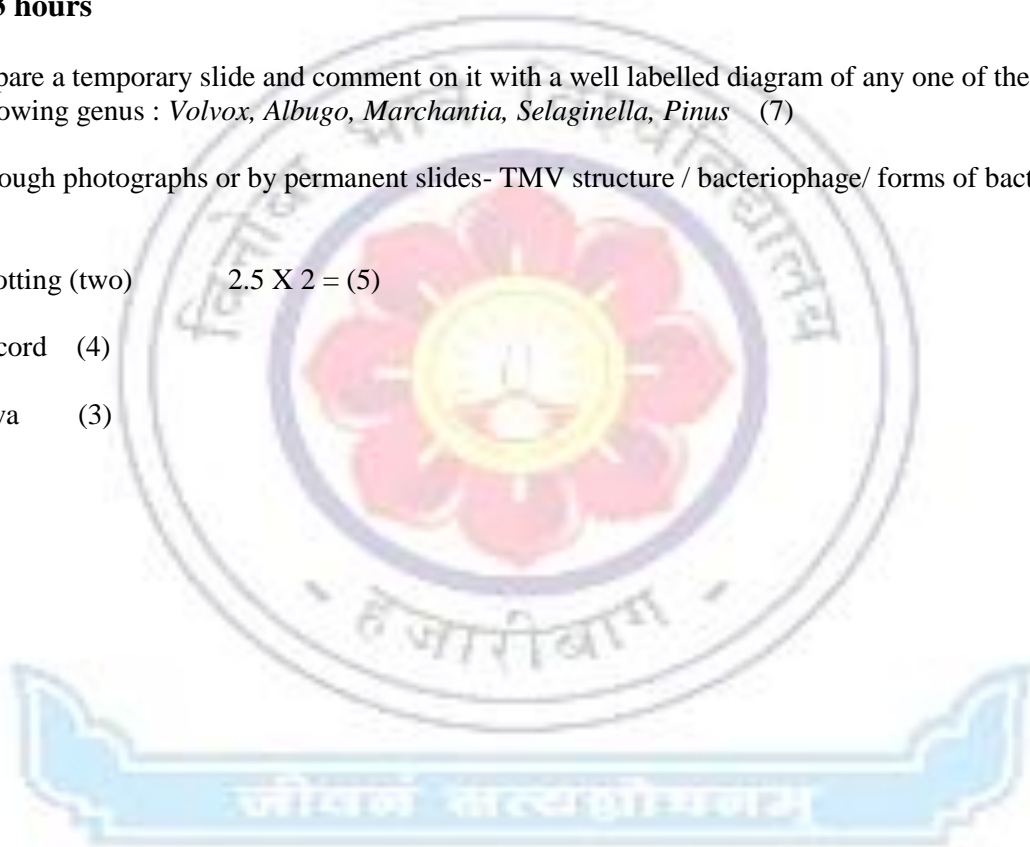 3 hours
pare a temporary slide and comment on it with a well labelled diagram of any one of the
owing genus : Volvox, Albugo, Marchantia, Selaginella, Pinus (7)
ough photographs or by permanent slides- TMV structure / bacteriophage/ forms of bact
otting (two) 2.5 X 2 = (5)
cord (4)
va (3)
विनोबा भावे विश्वविद्यालय
- हजारीबाग -